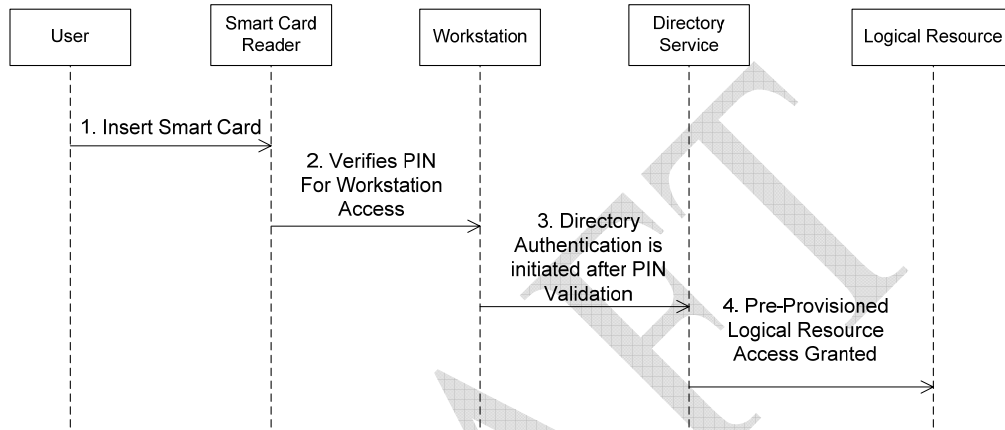 User
Smart Card
Reader
Workstation
Directory
Service
Logical Resource
1. Insert Smart Card
2. Verifies PIN
For Workstation
Access
3. Directory
Authentication is
initiated after PIN
Validation
4. Pre-Provisioned
Logical Resource
Access Granted